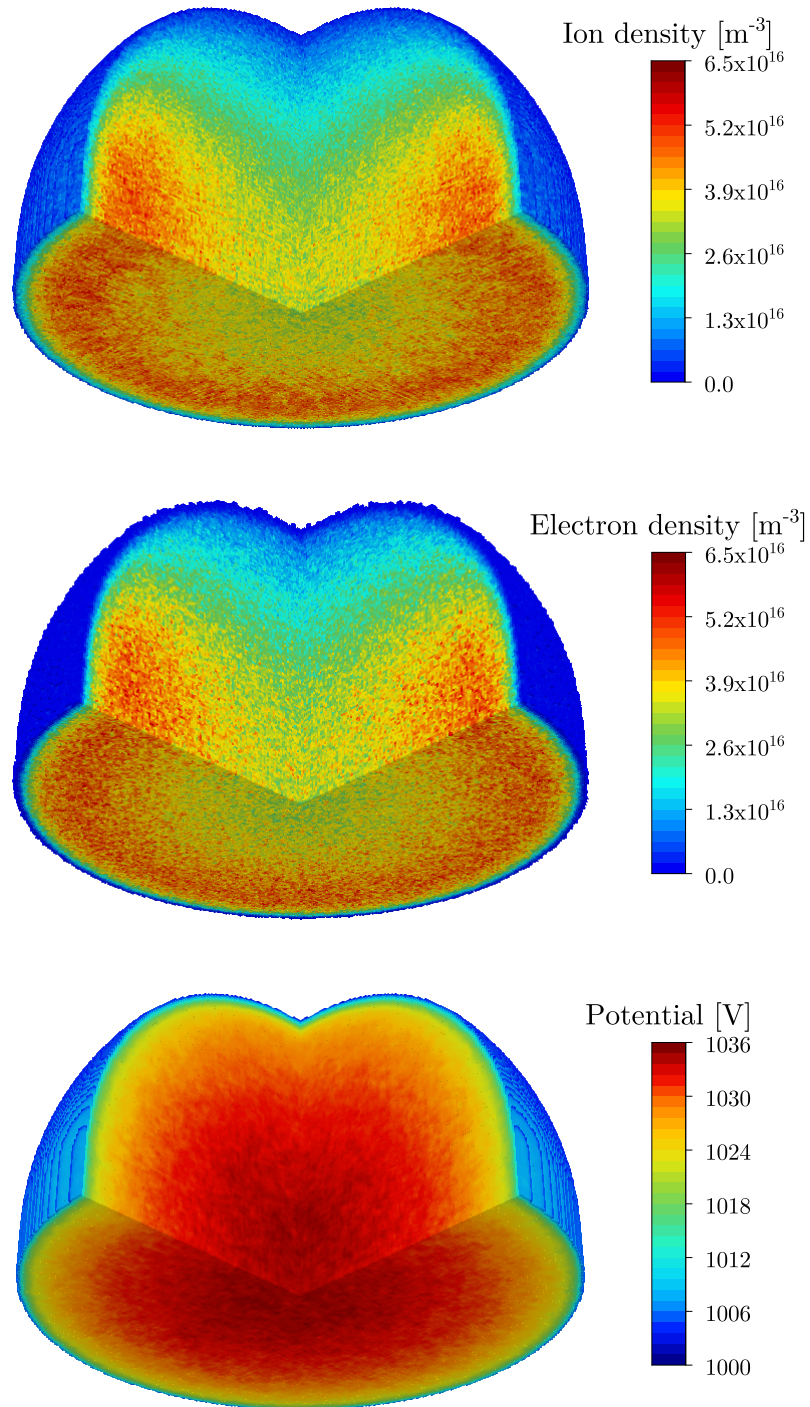 Ion density [m⁻³]
6.5x10¹⁶
5.2x10¹⁶
3.9x10¹⁶
2.6x10¹⁶
1.3x10¹⁶
0.0
Electron density [m⁻³]
6.5x10¹⁶
5.2x10¹⁶
3.9x10¹⁶
2.6x10¹⁶
1.3x10¹⁶
0.0
Potential [V]
1036
1030
1024
1018
1012
1006
1000